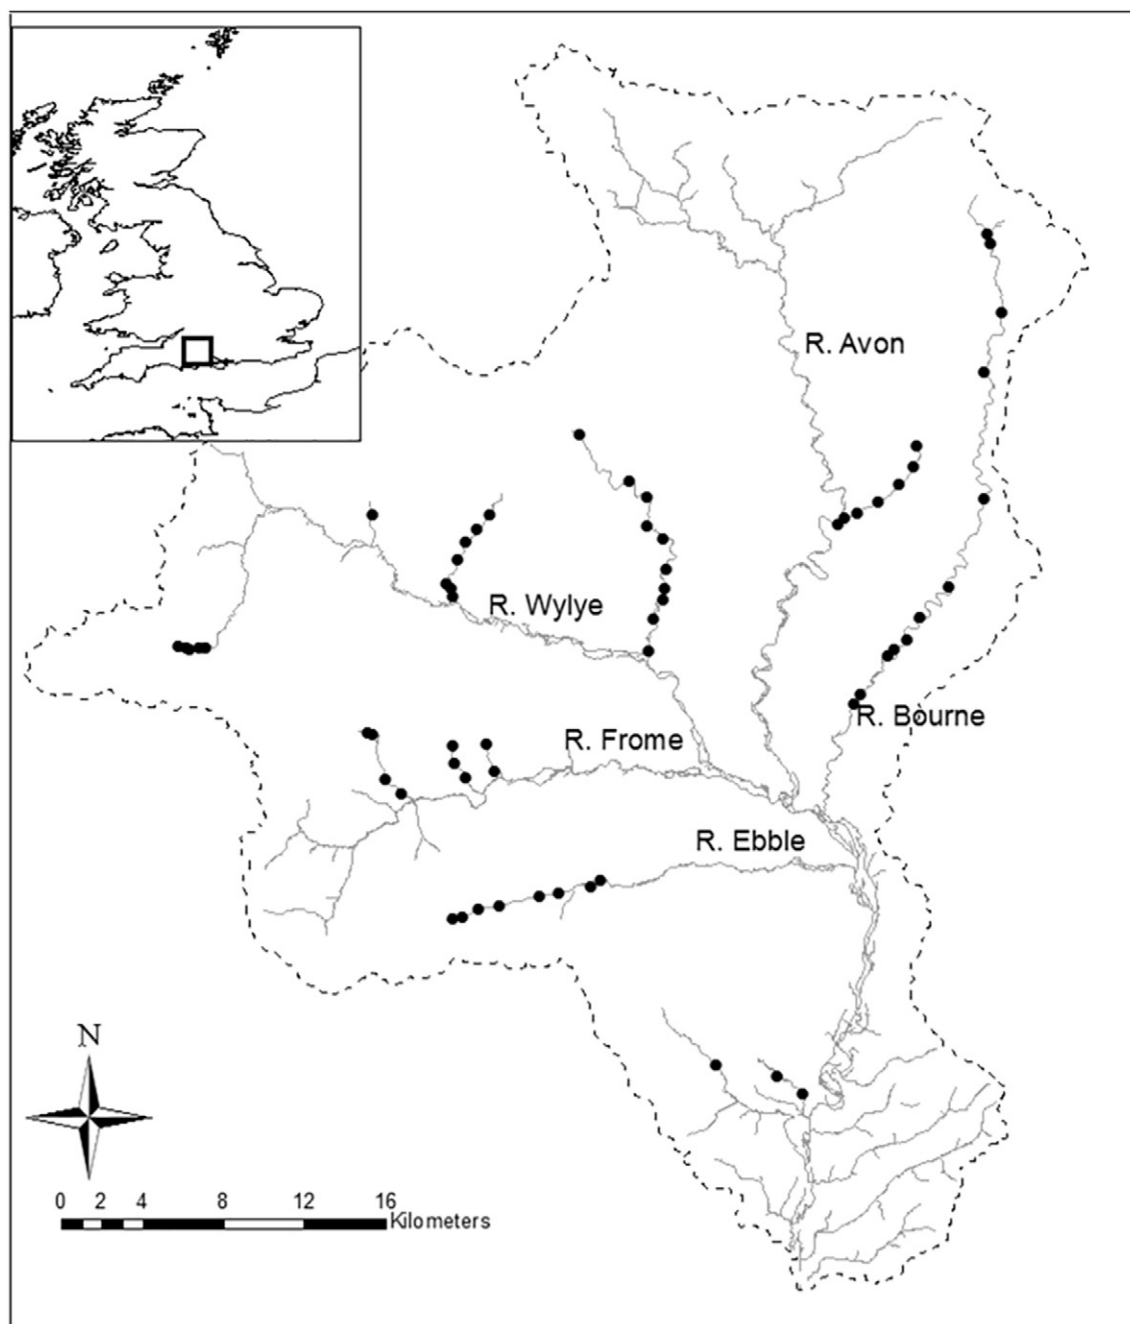 R. Avon
R. Wylye
R. Bourne
R. Frome
R. Ebble
N
0 2 4 8 12 16
Kilometers